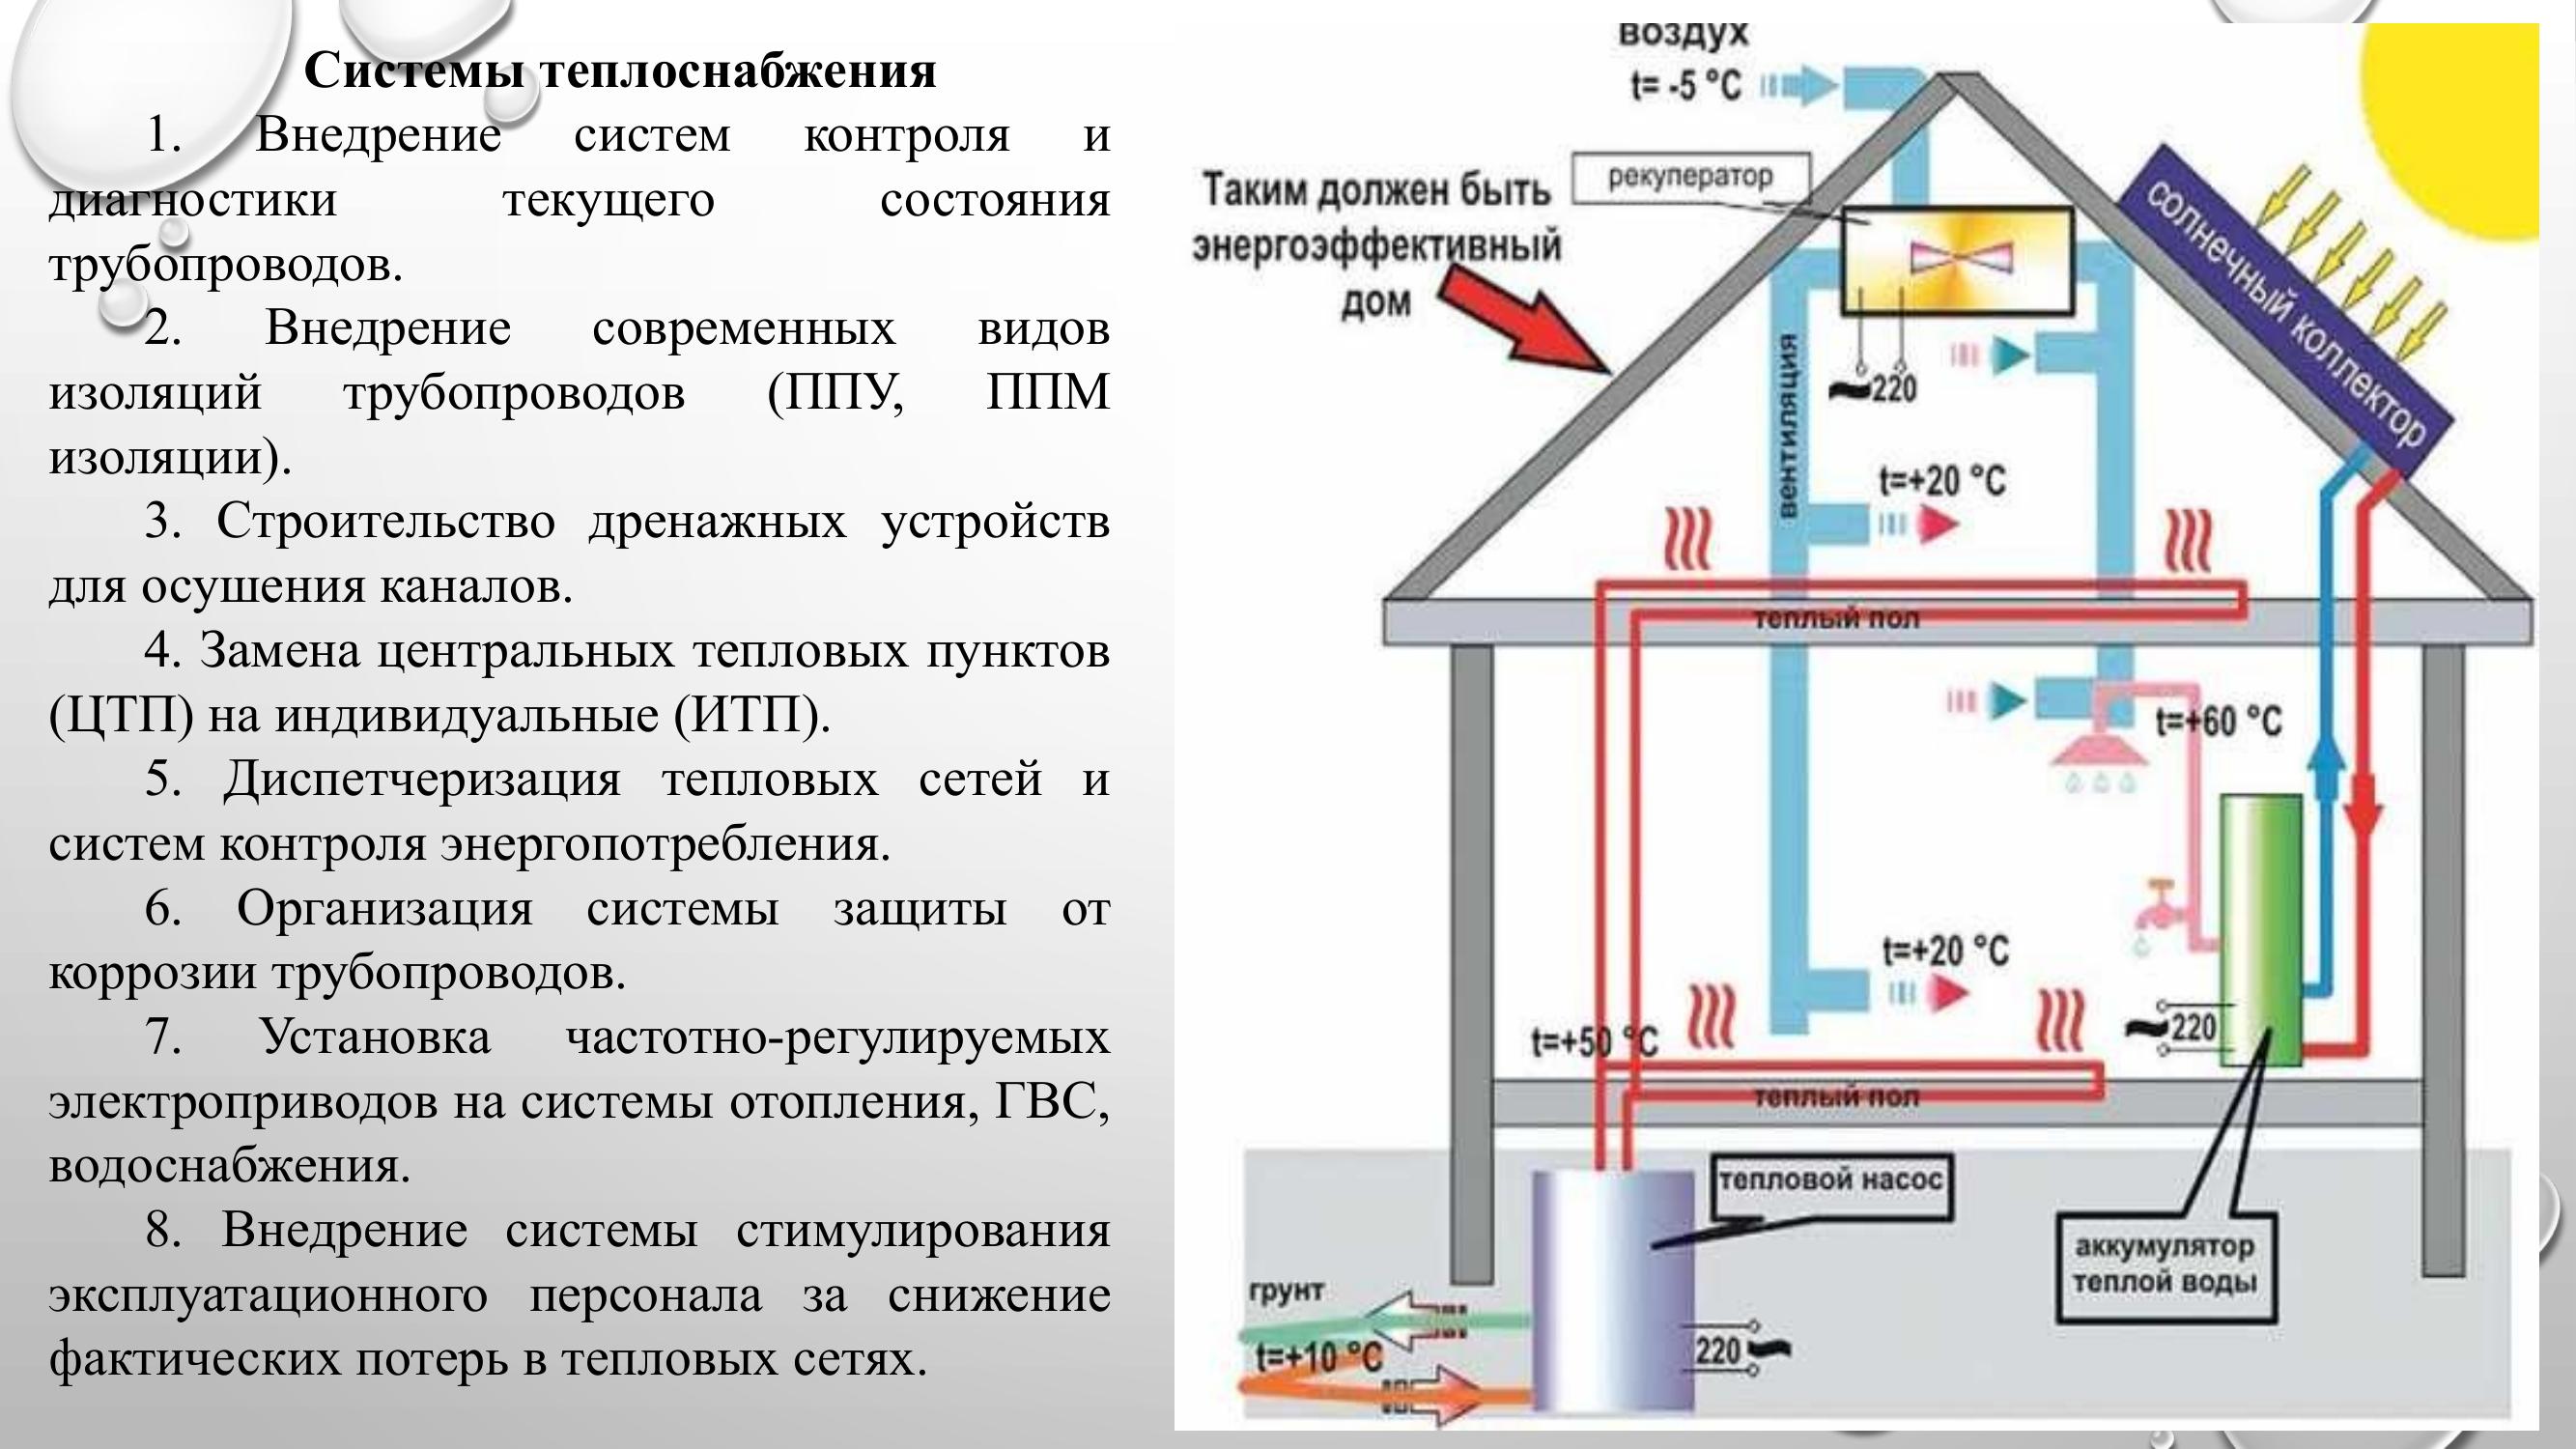 Системы теплоснабжения
1. Внедрение систем контроля и
диагностики текущего состояния
трубопроводов.
2. Внедрение современных видов
изоляций трубопроводов (ППУ, ППМ
изоляции).
3. Строительство дренажных устройств
для осушения каналов.
4. Замена центральных тепловых пунктов
(ЦТП) на индивидуальные (ИТП).
5. Диспетчеризация тепловых сетей и
систем контроля энергопотребления.
6. Организация системы защиты от
коррозии трубопроводов.
7. Установка частотно-регулируемых
электроприводов на системы отопления, ГВС,
водоснабжения.
8. Внедрение системы стимулирования
эксплуатационного персонала за снижение
фактических потерь в тепловых сетях.
воздух
t= -5 °C
рекуператор
Таким должен быть
энергоэффективный
дом
солнечный коллектор
~220
вентиляция
t=+20 °C
теплый пол
t=+60 °C
t=+20 °C
~220
t=+50 °C
теплый пол
тепловой насос
аккумулятор
теплой воды
грунт
t=+10 °C
220~